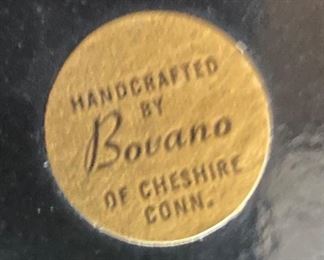 HANDCRAFTED
BY
Bovano
OF CHESHIRE
CONN.